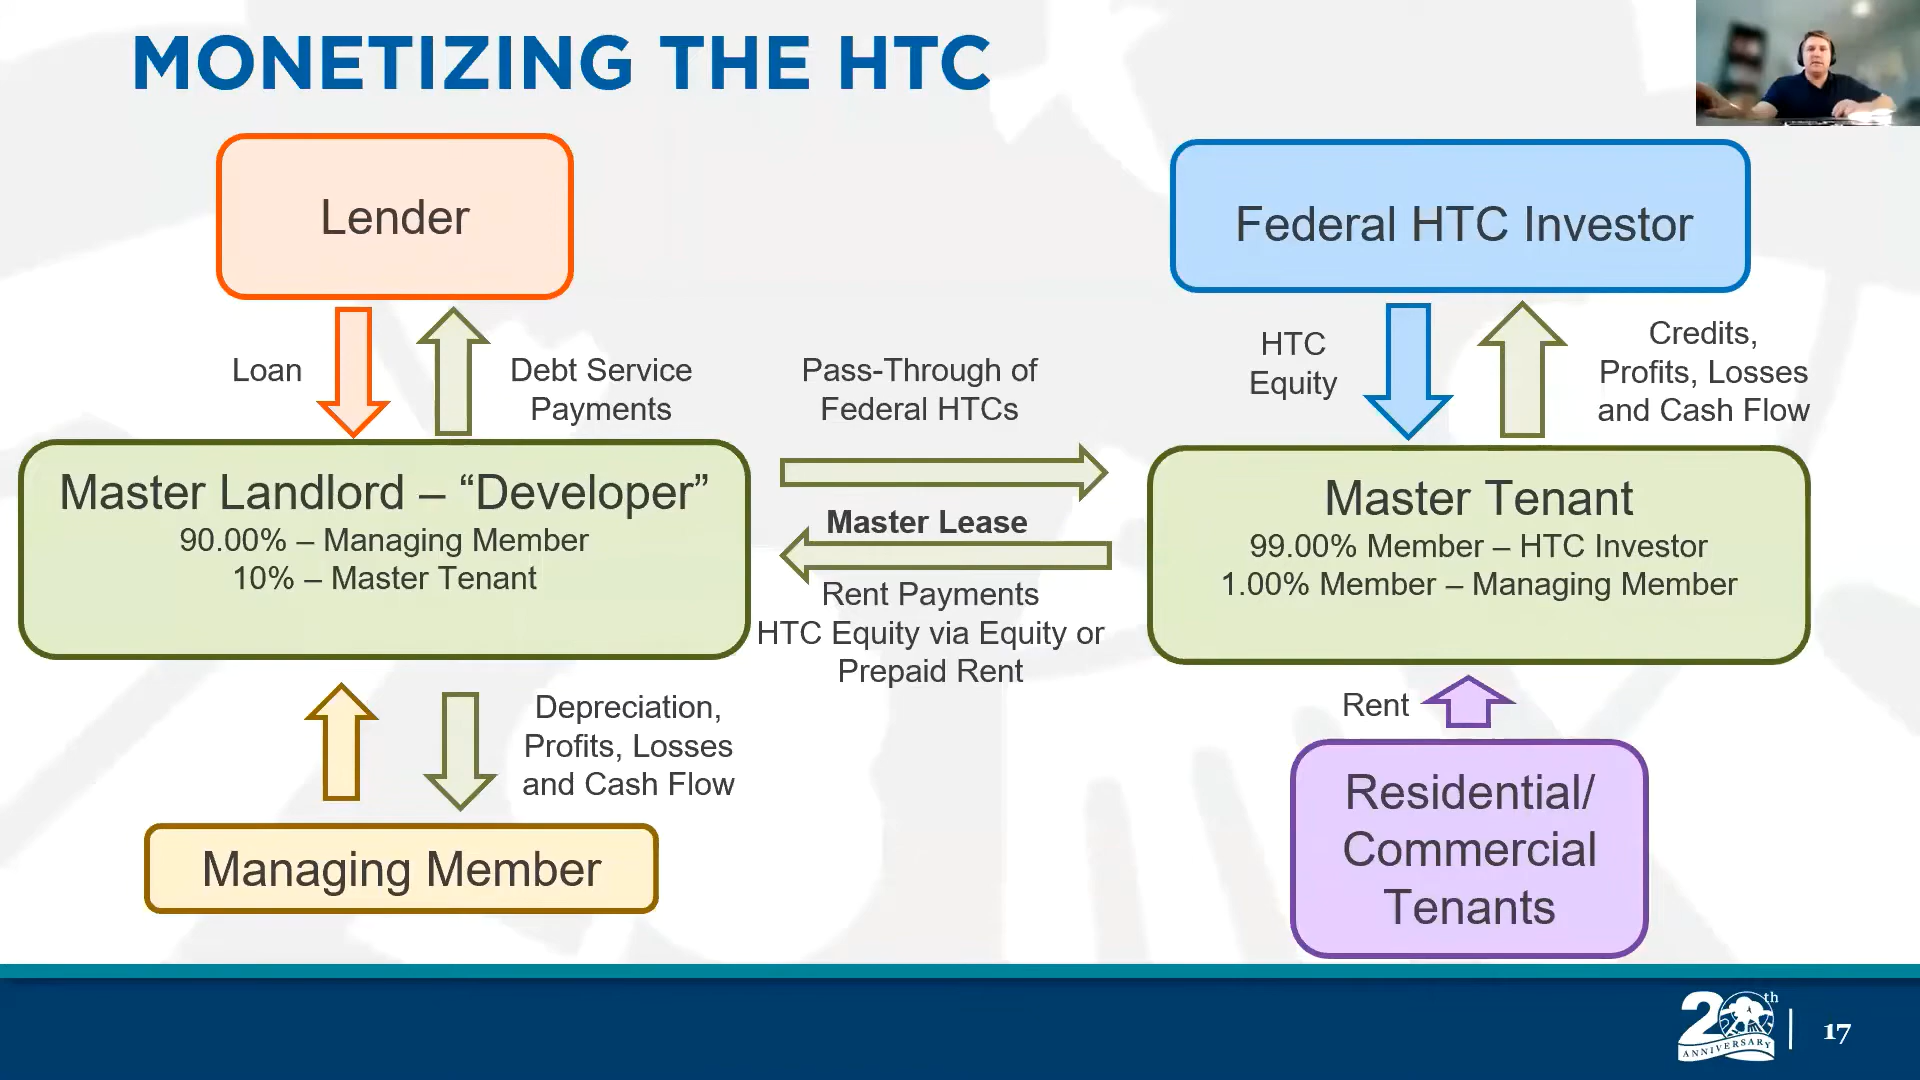 MONETIZING THE HTC
Lender
Federal HTC Investor
Loan
Debt Service
Payments
Pass-Through of
Federal HTCs
HTC
Equity
Credits,
Profits, Losses
and Cash Flow
Master Landlord – “Developer”
90.00% – Managing Member
10% – Master Tenant
Master Lease
Rent Payments
HTC Equity via Equity or
Prepaid Rent
Master Tenant
99.00% Member – HTC Investor
1.00% Member – Managing Member
Depreciation,
Profits, Losses
and Cash Flow
Rent
Managing Member
Residential/
Commercial
Tenants
20th
ANNIVERSARY
17